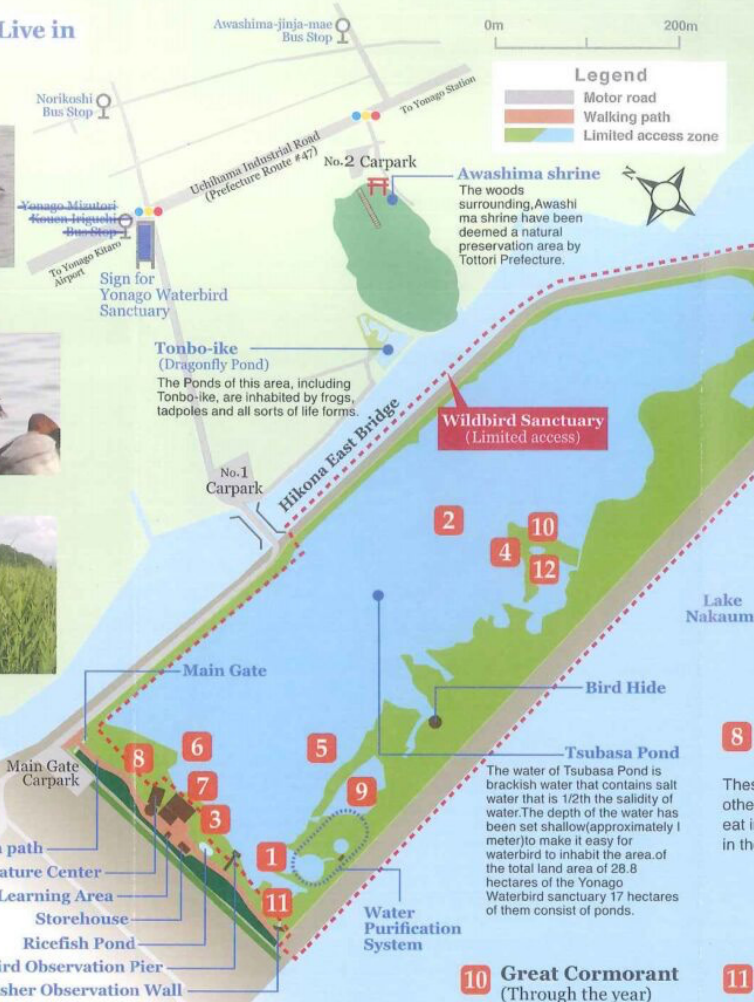 Live in
Awashima-jinja-mae
Bus Stop
0m 200m
Legend
Motor road
Walking path
Limited access zone
Norikoshi
Bus Stop
To Yonago Station
Uchihama Industrial Road
(Prefecture Route #47)
No.2 Carpark
N
Awashima shrine
The woods
surrounding,Awashi
ma shrine have been
deemed a natural
preservation area by
Tottori Prefecture.
Yonago Mizutori
Kouen Iriguchi
Bus Stop
To Yonago Kitaro
Airport
Sign for
Yonago Waterbird
Sanctuary
Tonbo-ike
(Dragonfly Pond)
The Ponds of this area, including
Tonbo-ike, are inhabited by frogs,
tadpoles and all sorts of life forms.
Wildbird Sanctuary
(Limited access)
Hikona East Bridge
No.1
Carpark
2
10
4
12
Lake
Nakaum
Main Gate
Bird Hide
Main Gate
Carpark
8
6
7
3
5
9
1
11
Tsubasa Pond
The water of Tsubasa Pond is
brackish water that contains salt
water that is 1/2th the salidity of
water.The depth of the water has
been set shallow(approximately l
meter)to make it easy for
waterbird to inhabit the area.of
the total land area of 28.8
hectares of the Yonago
Waterbird sanctuary 17 hectares
of them consist of ponds.
8
Thes
othe
eat i
in th
path
ature Center
Learning Area
Storehouse
Ricefish Pond
ird Observation Pier
sher Observation Wall
Water
Purification
System
10 Great Cormorant
(Through the year)
11